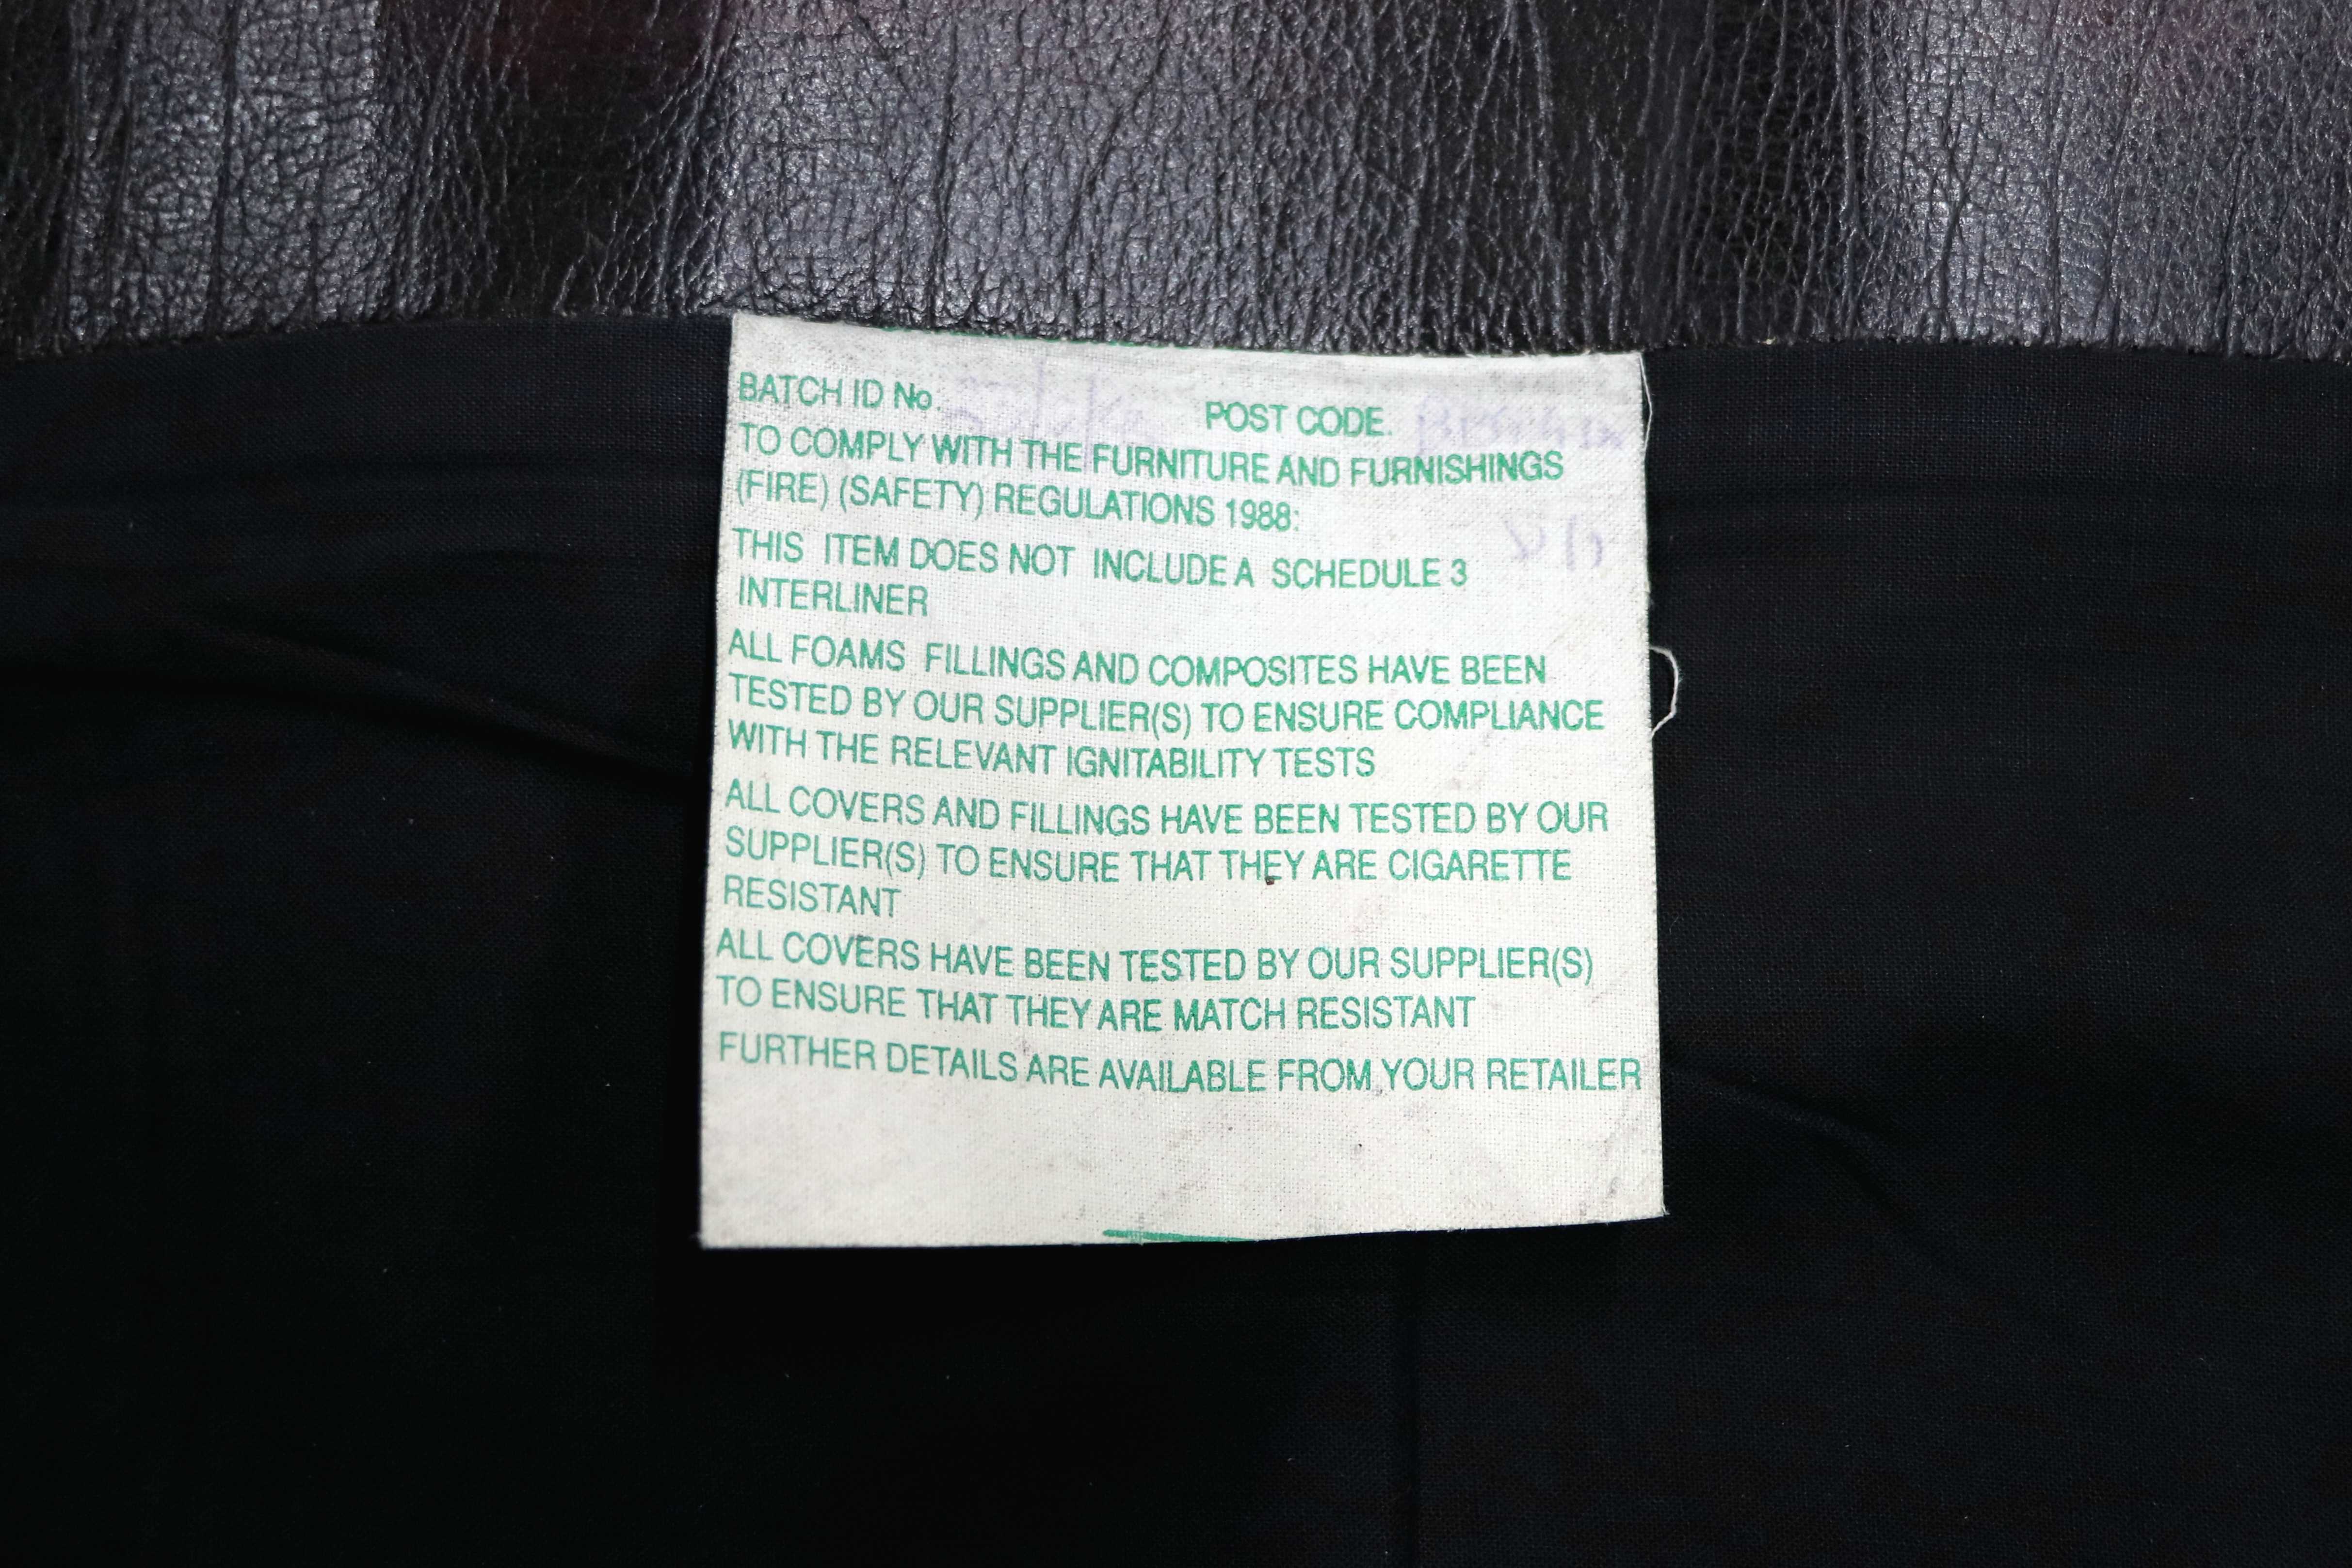 BATCH ID No.
POST CODE.
TO COMPLY WITH THE FURNITURE AND FURNISHINGS
(FIRE) (SAFETY) REGULATIONS 1988:
THIS ITEM DOES NOT INCLUDE A SCHEDULE 3
INTERLINER
ALL FOAMS FILLINGS AND COMPOSITES HAVE BEEN
TESTED BY OUR SUPPLIER(S) TO ENSURE COMPLIANCE
WITH THE RELEVANT IGNITABILITY TESTS
ALL COVERS AND FILLINGS HAVE BEEN TESTED BY OUR
SUPPLIER(S) TO ENSURE THAT THEY ARE CIGARETTE
RESISTANT
ALL COVERS HAVE BEEN TESTED BY OUR SUPPLIER(S)
TO ENSURE THAT THEY ARE MATCH RESISTANT
FURTHER DETAILS ARE AVAILABLE FROM YOUR RETAILER